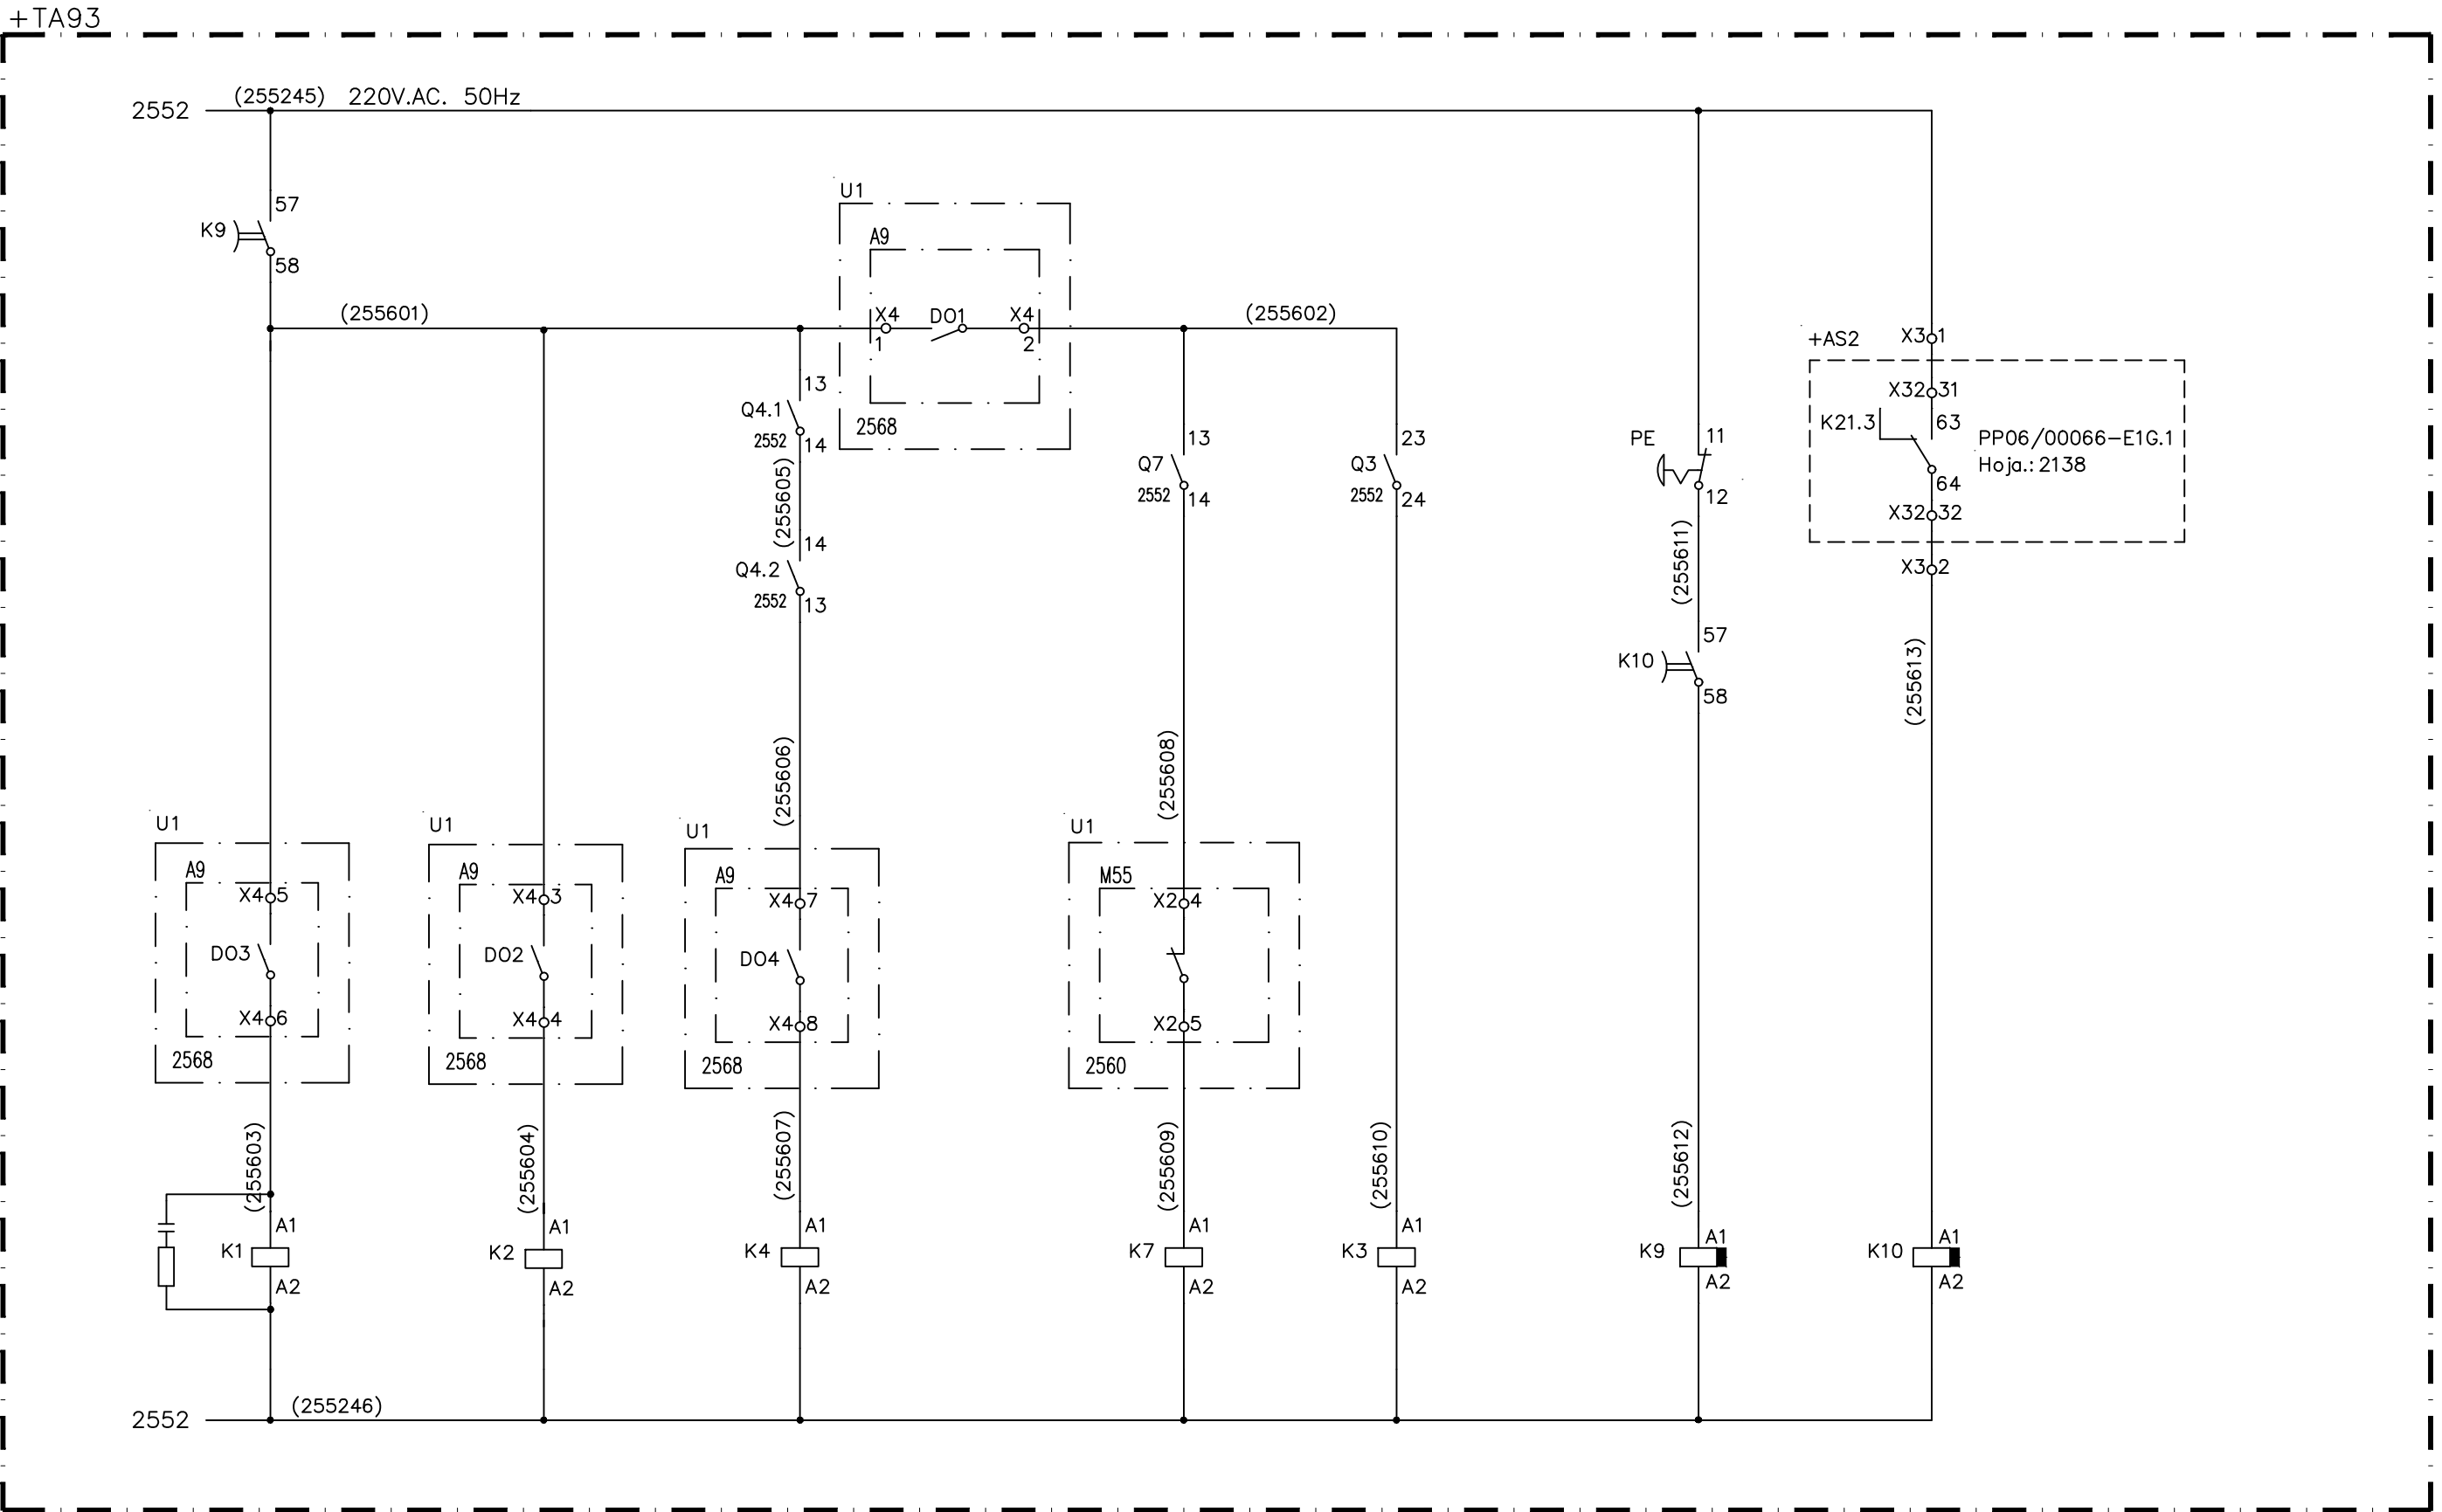 +TA93
2552
(255245) 220V.AC. 50Hz
K9
57
58
(255601)
U1
A9
X4
1
DO1
X4
2
2568
(255602)
Q4.1
2552
13
14
(255605)
Q4.2
2552
14
13
(255606)
Q7
2552
13
14
(255608)
Q3
2552
23
24
PE
11
12
(255611)
K10
57
58
+AS2
X3 1
X32 31
K21.3
63
64
X32 32
X3 2
PP06/00066-E1G.1
Hoja.: 2138
(255613)
U1
A9
X4 5
DO3
X4 6
2568
U1
A9
X4 3
DO2
X4 4
2568
U1
A9
X4 7
DO4
X4 8
2568
U1
M55
X2 4
X2 5
2560
(255603)
(255604)
(255607)
(255609)
(255610)
(255612)
K1
A1
A2
K2
A1
A2
K4
A1
A2
K7
A1
A2
K3
A1
A2
K9
A1
A2
K10
A1
A2
2552
(255246)